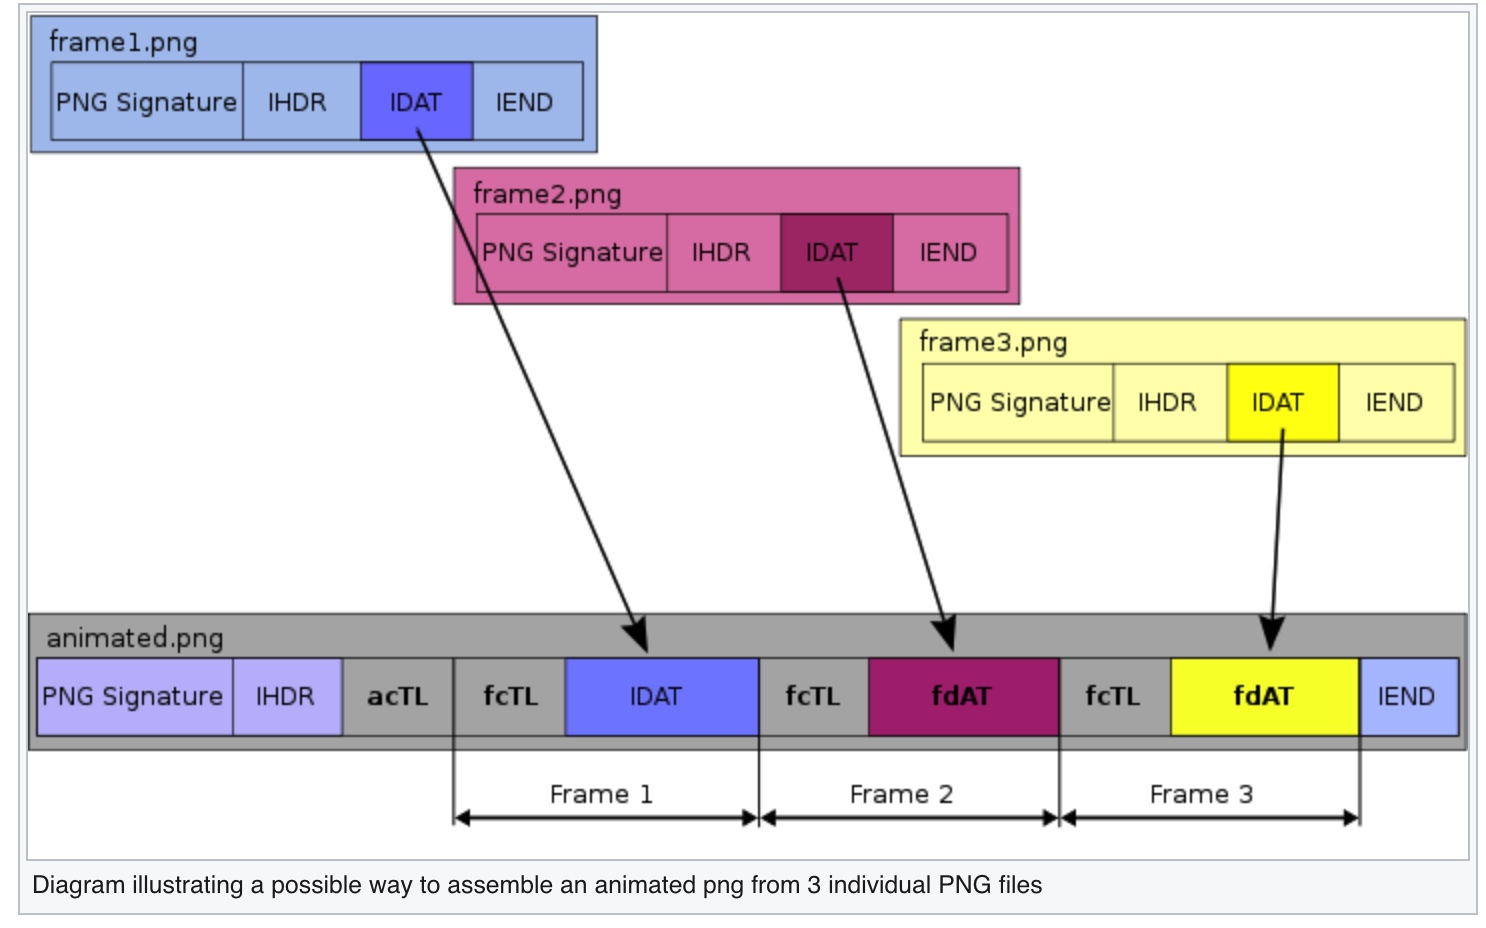 frame1.png
PNG Signature IHDR IDAT IEND
frame2.png
PNG Signature IHDR IDAT IEND
frame3.png
PNG Signature IHDR IDAT IEND
animated.png
PNG Signature IHDR acTL fcTL IDAT fcTL fdAT fcTL fdAT IEND
Frame 1 Frame 2 Frame 3
Diagram illustrating a possible way to assemble an animated png from 3 individual PNG files